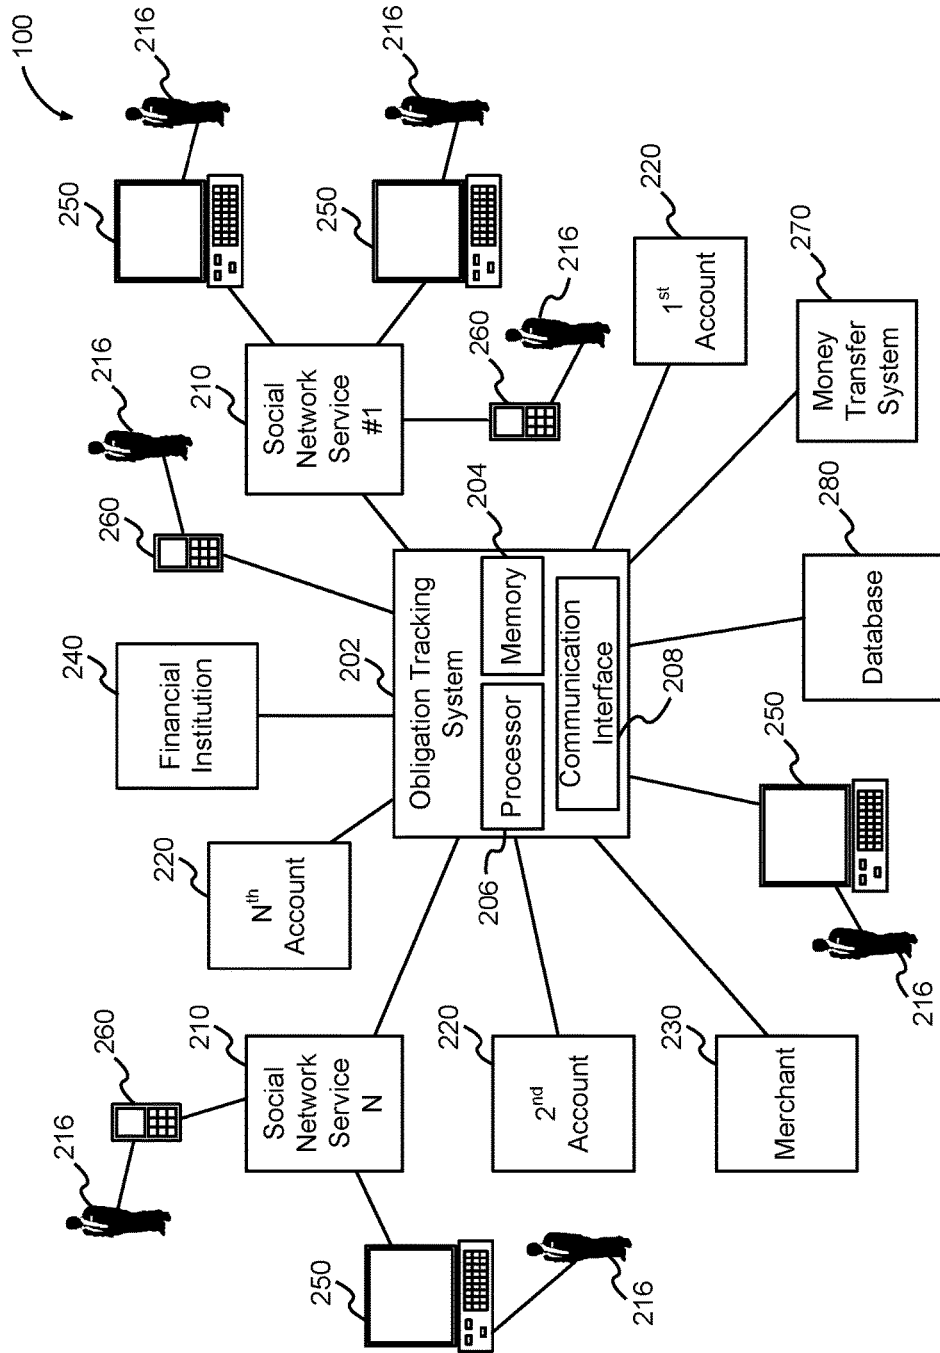 100
216
240
250
260
260
216
216
Financial
Institution
220
210
210
Nth
Account
Social
Network
Service
N
Social
Network
Service
#1
250
202
250
216
Obligation Tracking
System
220
204
260
206
Processor
Memory
2nd
Account
216
216
Communication
Interface
208
220
1st
Account
230
250
270
Merchant
280
Money
Transfer
System
Database
216